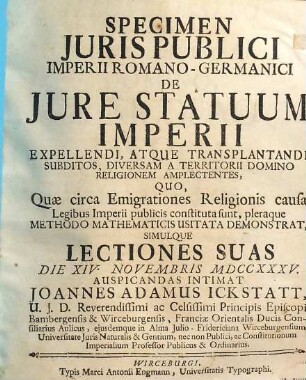 SPECIMEN
JURIS PUBLICI
IMPERII ROMANO-GERMANICI
DE
JURE STATUUM
IMPERII
EXPELLENDI, ATQUE TRANSPLANTANDI
SUBDITOS, DIVERSAM A TERRITORII DOMINO
RELIGIONEM AMPLECTENTES,
QUO,
Quæ circa Emigrationes Religionis causa
Legibus Imperii publicis constituta sunt, pleraque
METHODO MATHEMATICIS USITATA DEMONSTRAT,
SIMULQUE
LECTIONES SUAS
DIE XIV. NOVEMBRIS MDCCXXXV.
AUSPICANDAS INTIMAT
JOANNES ADAMUS ICKSTATT,
U. J. D. Reverendissimi ac Celsissimi Principis Episcopi
Bambergensis & Wirceburgensis, Franciæ Orientalis Ducis Con-
siliarius Aulicus, ejusdemque in Alma Julio-Fridericiana Wirceburgensium
Universitate Juris Naturalis & Gentium, nec non Publici, ac Constitutionum
Imperialium Professor Publicus & Ordinarius.
WIRCEBURGI,
Typis Marci Antonii Engmann, Universitatis Typographi.